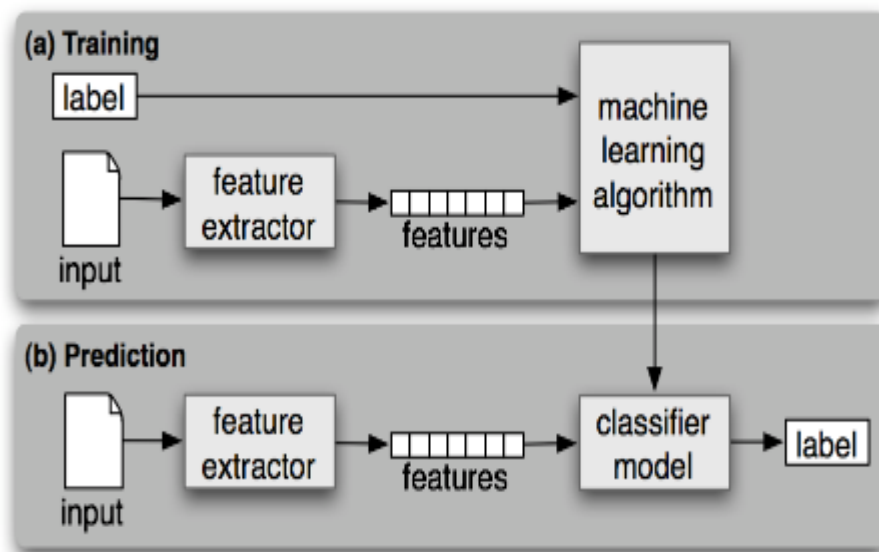 (a) Training
label
machine
learning
algorithm
feature
extractor
features
input
(b) Prediction
feature
extractor
features
classifier
model
label
input